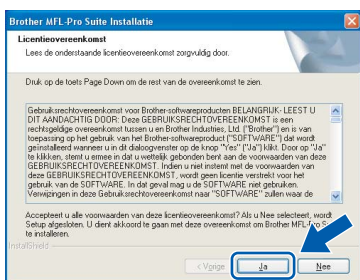 Brother MFL-Pro Suite Installatie
Licentieovereenkomst
Lees de onderstaande licentieovereenkomst zorgvuldig door.
Druk op de toets Page Down om de rest van de overeenkomst te zien.
Gebruiksrechtovereenkomst voor Brother-softwareproducten BELANGRIJK- LEEST U
DIT AANDACHTIG DOOR: Deze GEBRUIKSRECHTOVEREENKOMST is een
rechtsgeldige overeenkomst tussen u en Brother Industries, Ltd. ("Brother") en is van
toepassing op het gebruik van het Brother-softwareproduct ("SOFTWARE") dat wordt
geïnstalleerd wanneer u in dit dialoogvenster op de knop "Yes" ("Ja") klikt. Door op "Ja"
te klikken, stemt u ermee in dat u wettelijk gebonden bent aan de voorwaarden van deze
GEBRUIKSRECHTOVEREENKOMST. Indien u niet instemt met de voorwaarden van
deze GEBRUIKSRECHTOVEREENKOMST, wordt geen licentie verstrekt voor het
gebruik van de SOFTWARE. In dat geval mag u de SOFTWARE niet gebruiken.
Verwijzingen in deze Gebruiksrechtovereenkomst naar "SOFTWARE" zullen waar de
Accepteert u alle voorwaarden van deze licentieovereenkomst? Als u Nee selecteert, wordt
Setup afgesloten. U dient akkoord te gaan met deze overeenkomst om Brother MFL-Pro
te installeren.
InstallShield
< Vorige
Ja
Nee